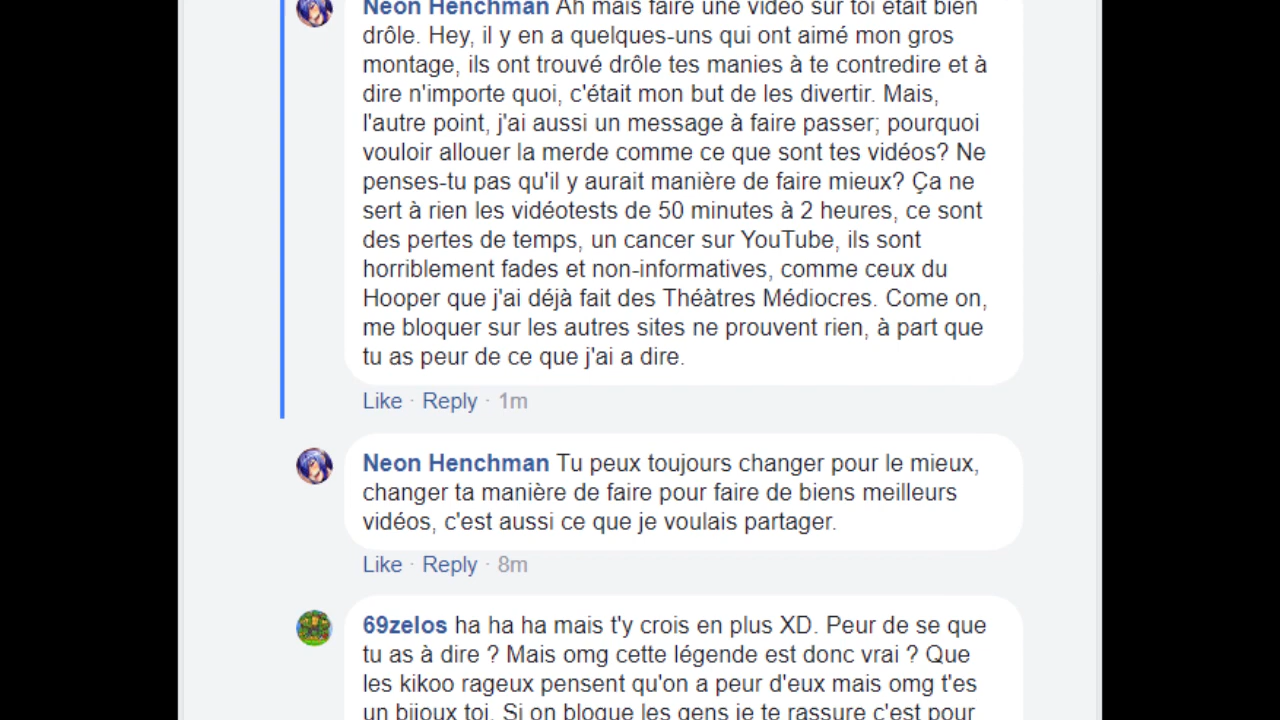 Neon Henchman Ah mais faire une vidéo sur toi était bien
drôle. Hey, il y en a quelques-uns qui ont aimé mon gros
montage, ils ont trouvé drôle tes manies à te contredire et à
dire n'importe quoi, c'était mon but de les divertir. Mais,
l'autre point, j'ai aussi un message à faire passer; pourquoi
vouloir allouer la merde comme ce que sont tes vidéos? Ne
penses-tu pas qu'il y aurait manière de faire mieux? Ça ne
sert à rien les vidéotests de 50 minutes à 2 heures, ce sont
des pertes de temps, un cancer sur YouTube, ils sont
horriblement fades et non-informatives, comme ceux du
Hooper que j'ai déjà fait des Théàtres Médiocres. Come on,
me bloquer sur les autres sites ne prouvent rien, à part que
tu as peur de ce que j'ai a dire.
Like · Reply · 1m
Neon Henchman Tu peux toujours changer pour le mieux,
changer ta manière de faire pour faire de biens meilleurs
vidéos, c'est aussi ce que je voulais partager.
Like · Reply · 8m
69zelos ha ha ha mais t'y crois en plus XD. Peur de se que
tu as à dire ? Mais omg cette légende est donc vrai ? Que
les kikoo rageux pensent qu'on a peur d'eux mais omg t'es
un bijoux toi. Si on bloque les gens je te rassure c'est pour